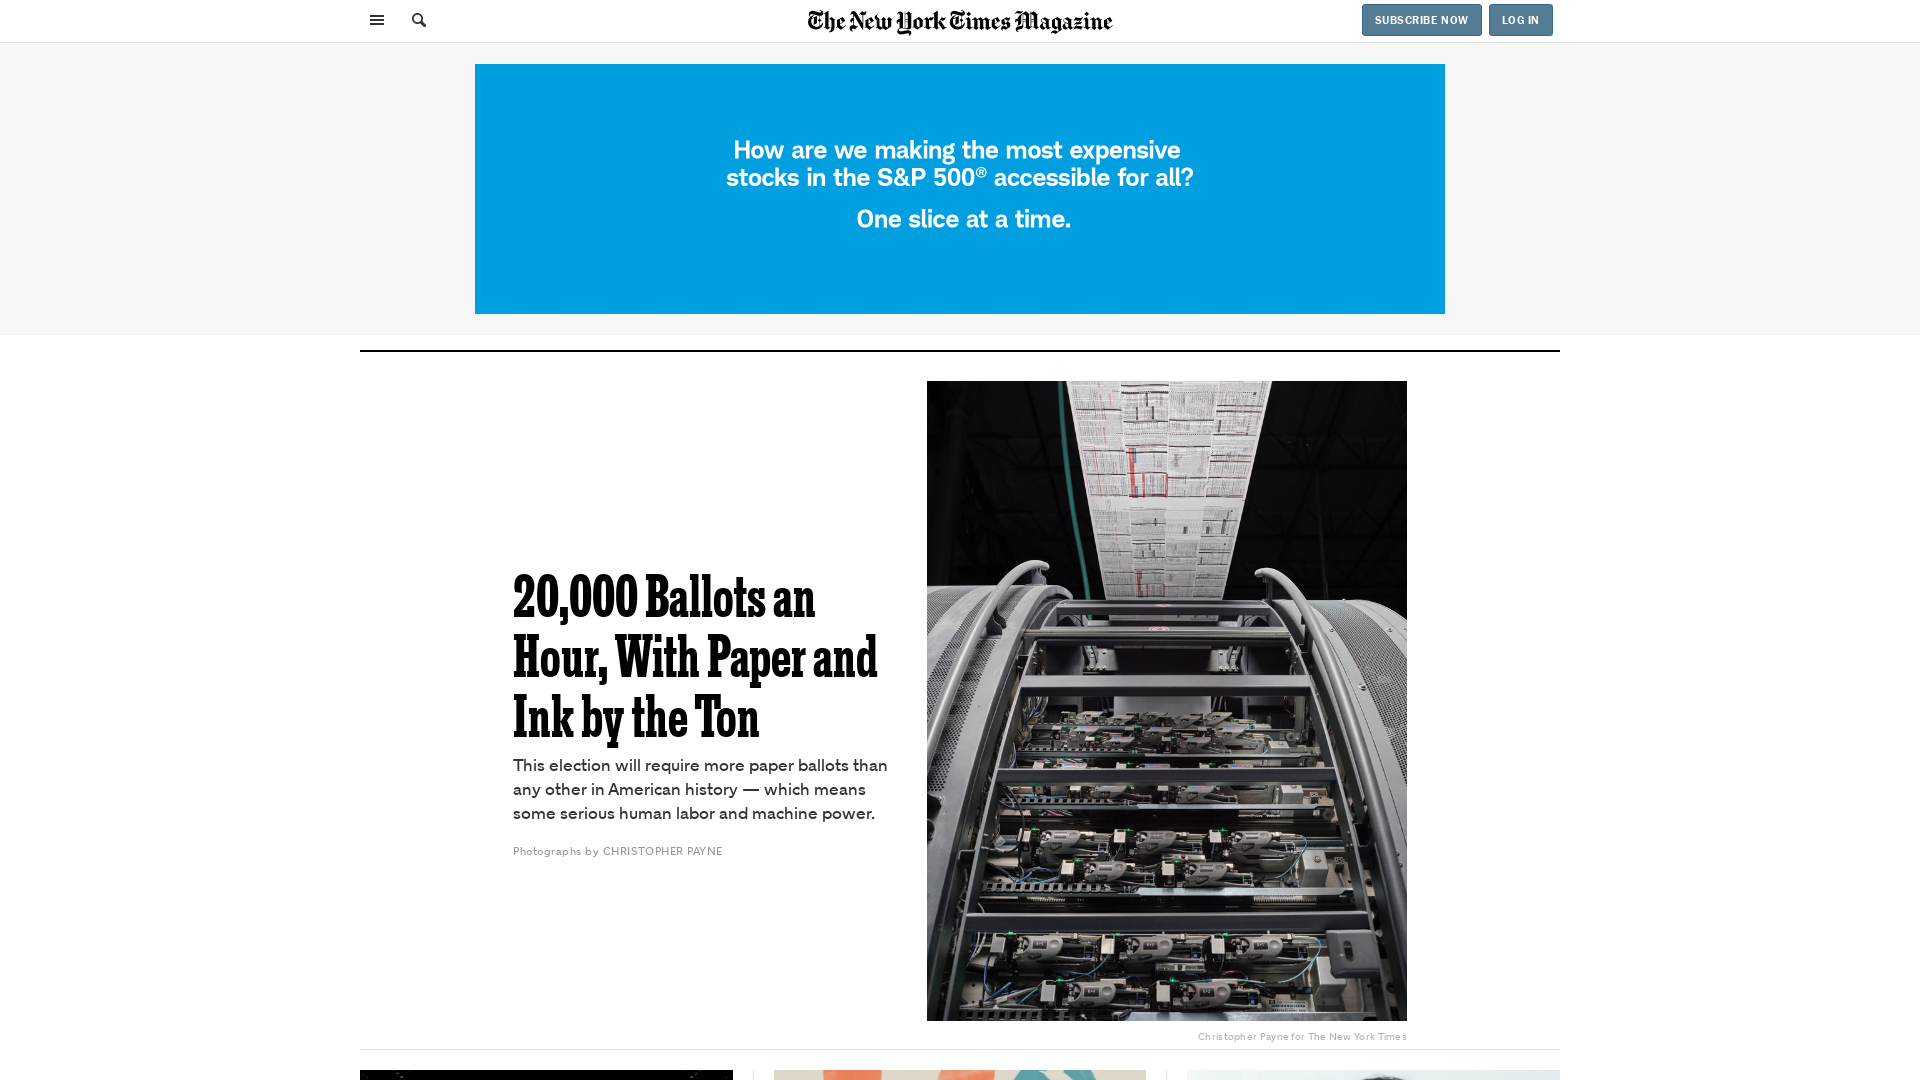 The New York Times Magazine
SUBSCRIBE NOW
LOG IN
How are we making the most expensive
stocks in the S&P 500® accessible for all?
One slice at a time.
20,000 Ballots an
Hour, With Paper and
Ink by the Ton
This election will require more paper ballots than
any other in American history — which means
some serious human labor and machine power.
Photographs by CHRISTOPHER PAYNE
Christopher Payne for The New York Times